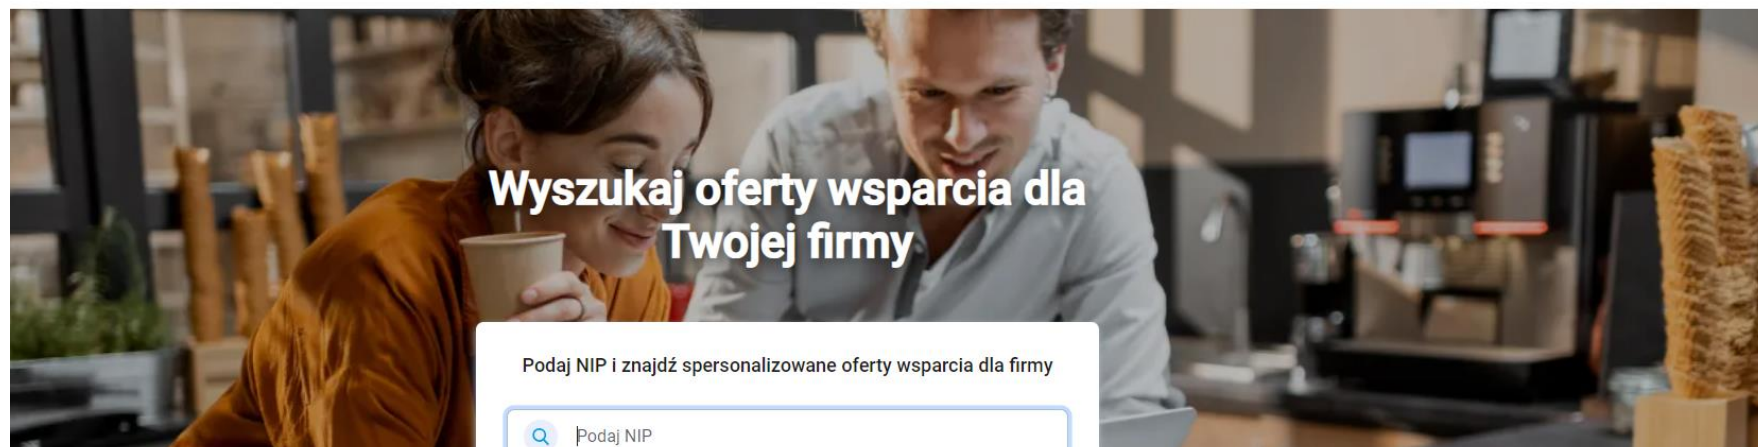 Wyszukaj oferty wsparcia dla
Twojej firmy
Podaj NIP i znajdź spersonalizowane oferty wsparcia dla firmy
Podaj NIP